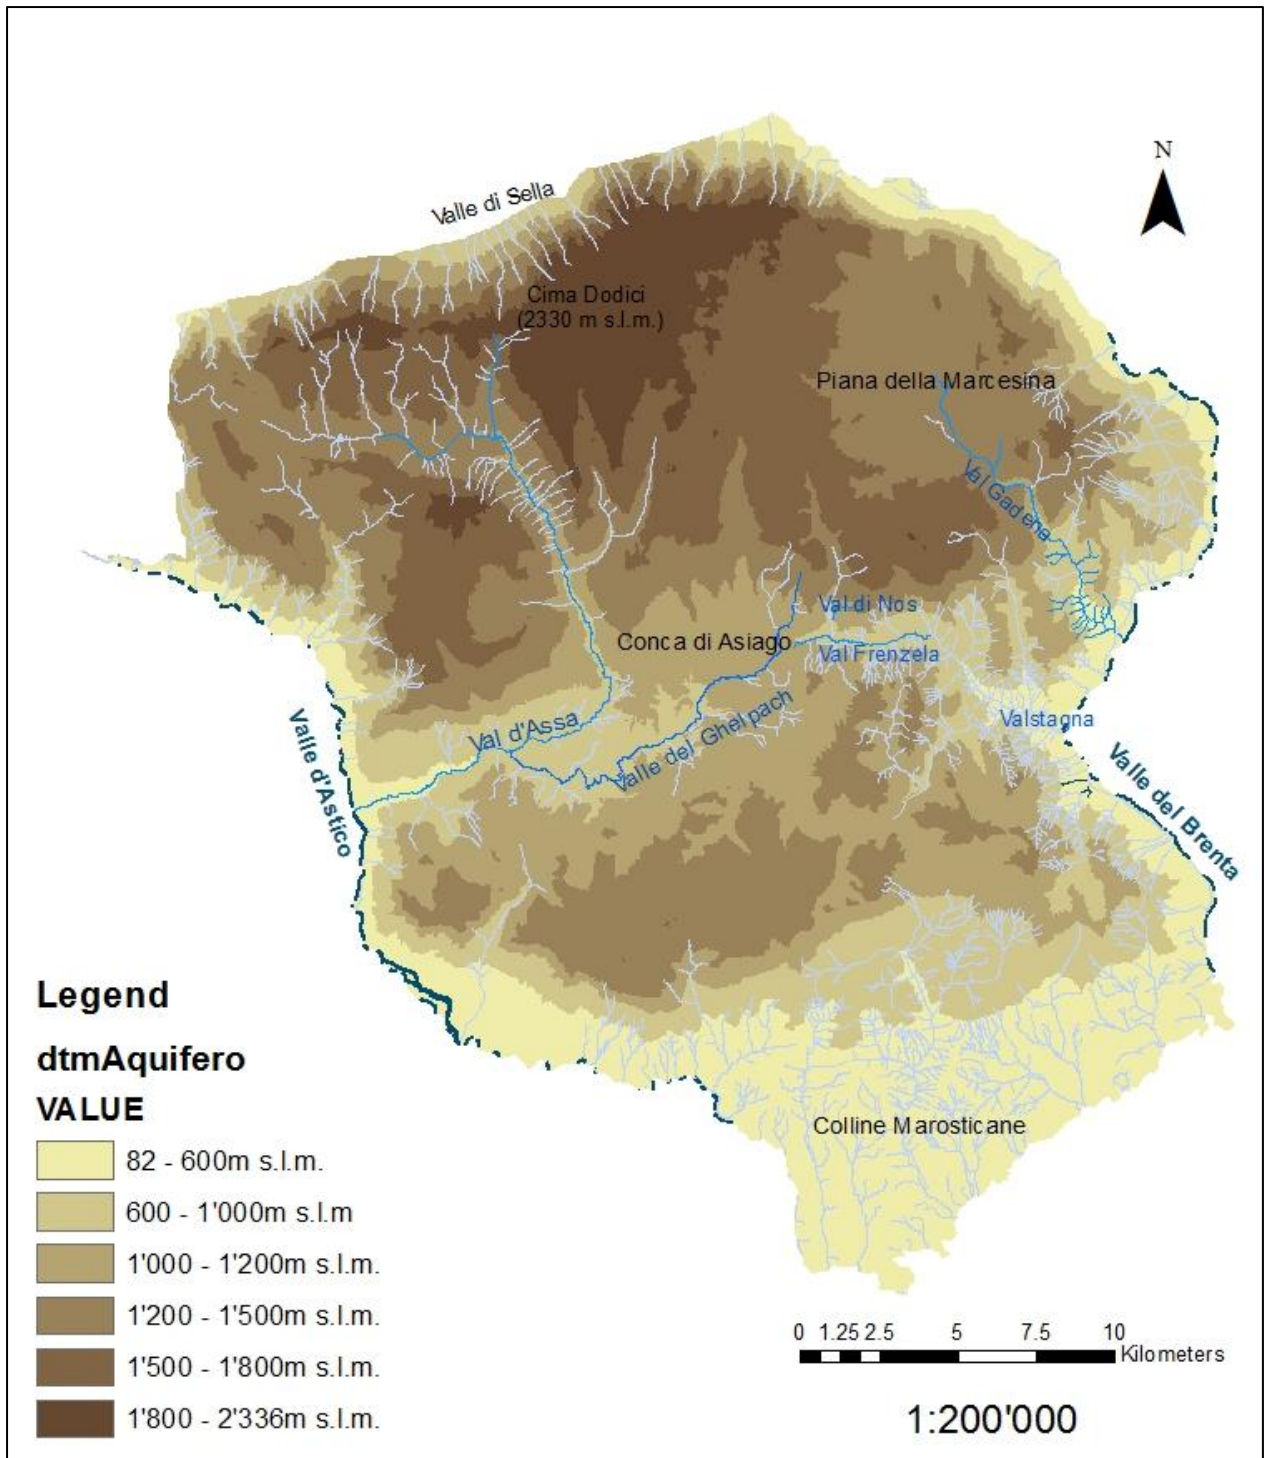 N
Valle di Sella
Cima Dodici
(2330 m s.l.m.)
Piana della Marcesina
Val Gadena
Val di Nos
Conca di Asiago
Val Frenzela
Valstagna
Valle d'Astico
Val d'Assa
Valle del Ghelpach
Valle del Brenta
Colline Marosticane
Legend
dtmAquifero
VALUE
82 - 600m s.l.m.
600 - 1'000m s.l.m
1'000 - 1'200m s.l.m.
1'200 - 1'500m s.l.m.
1'500 - 1'800m s.l.m.
1'800 - 2'336m s.l.m.
0 1.25 2.5 5 7.5 10
Kilometers
1:200'000